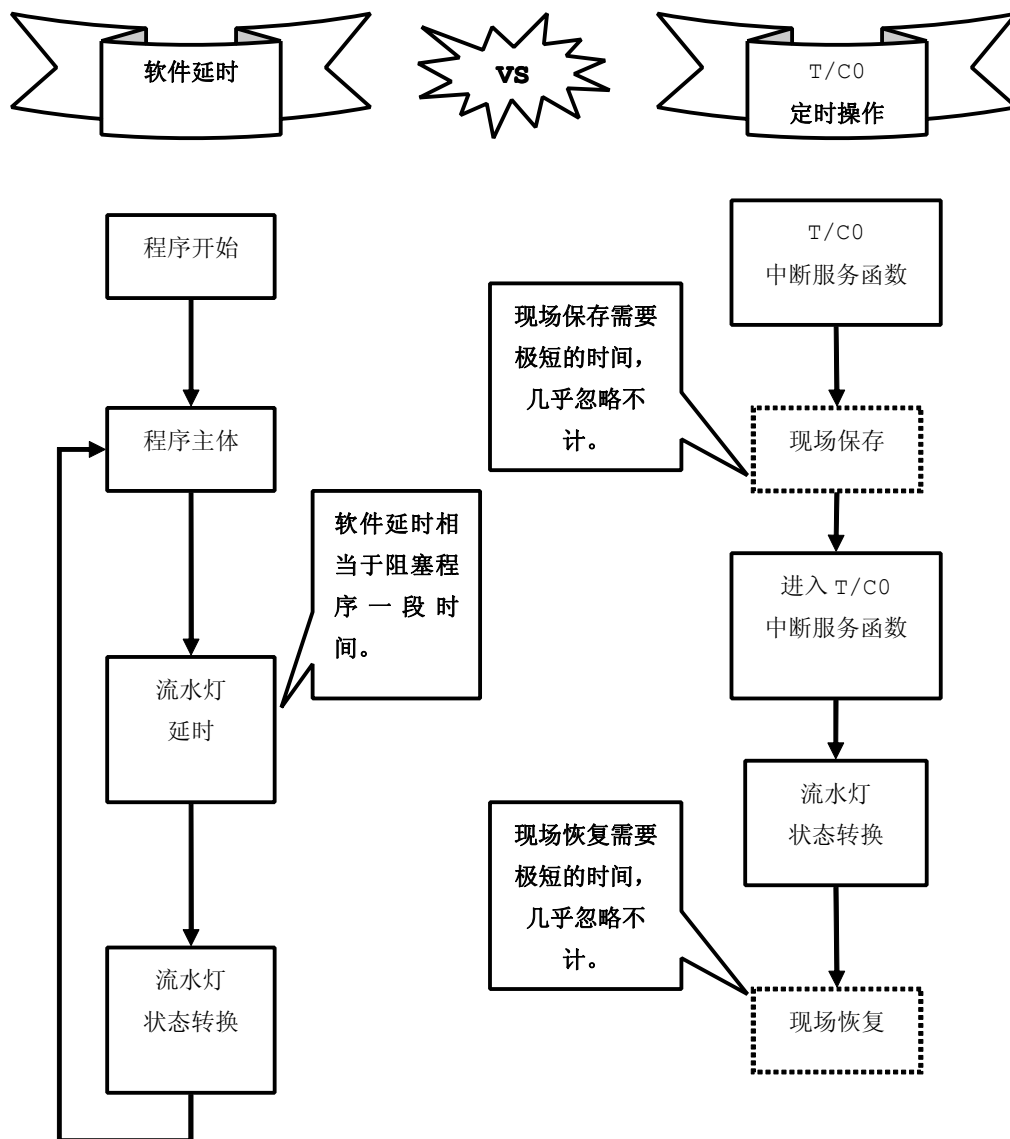 软件延时
VS
T/C0
定时操作
程序开始
程序主体
软件延时相
当于阻塞程
序一段时
间。
流水灯
延时
流水灯
状态转换
T/C0
中断服务函数
现场保存需要
极短的时间，
几乎忽略不
计。
现场保存
进入 T/C0
中断服务函数
流水灯
状态转换
现场恢复需要
极短的时间，
几乎忽略不
计。
现场恢复